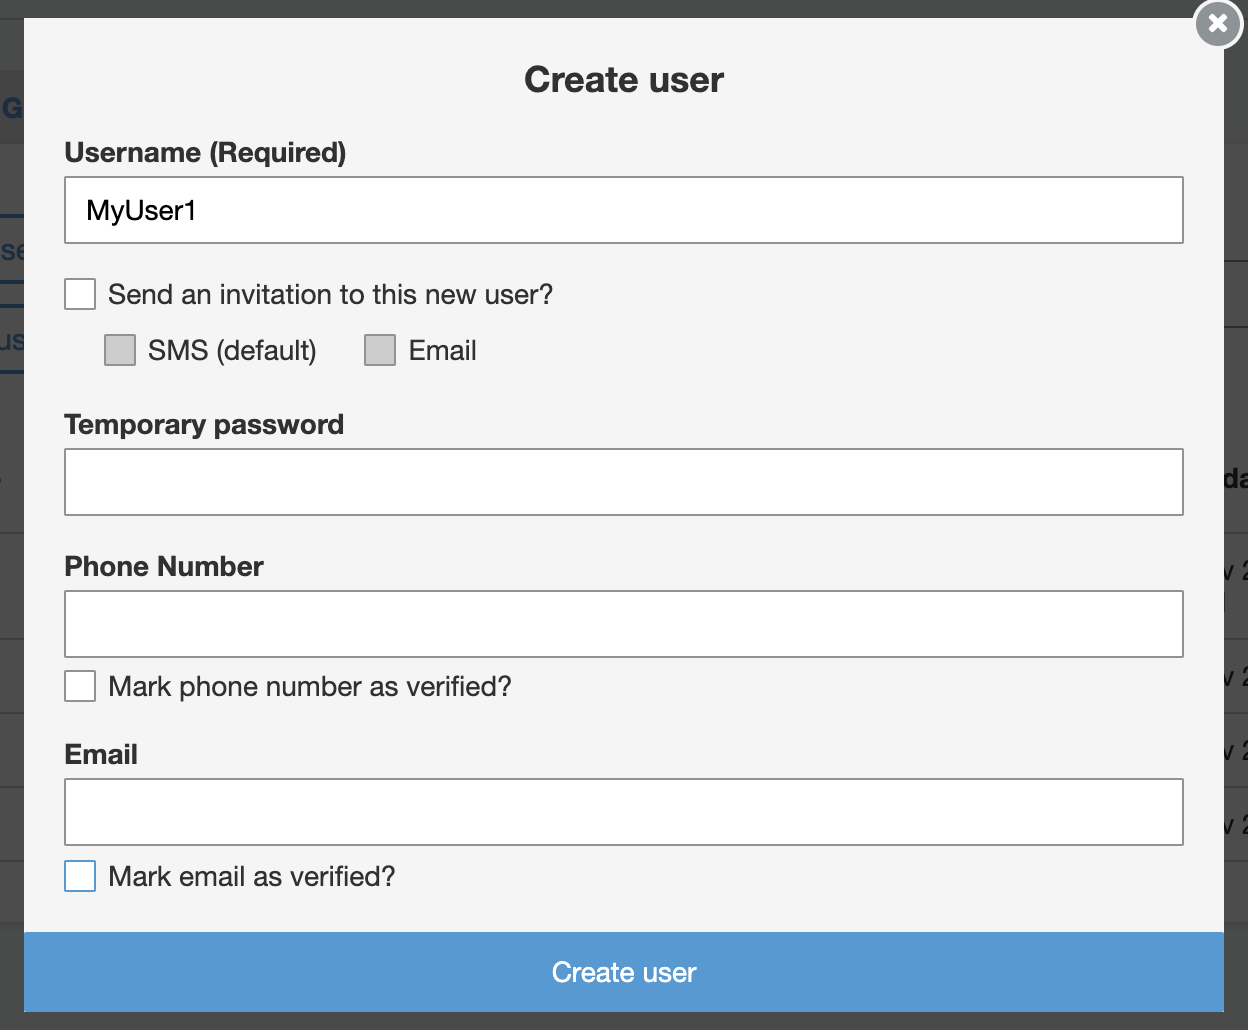 Create user
Username (Required)
MyUser1
Send an invitation to this new user?
SMS (default) Email
Temporary password
Phone Number
Mark phone number as verified?
Email
Mark email as verified?
Create user